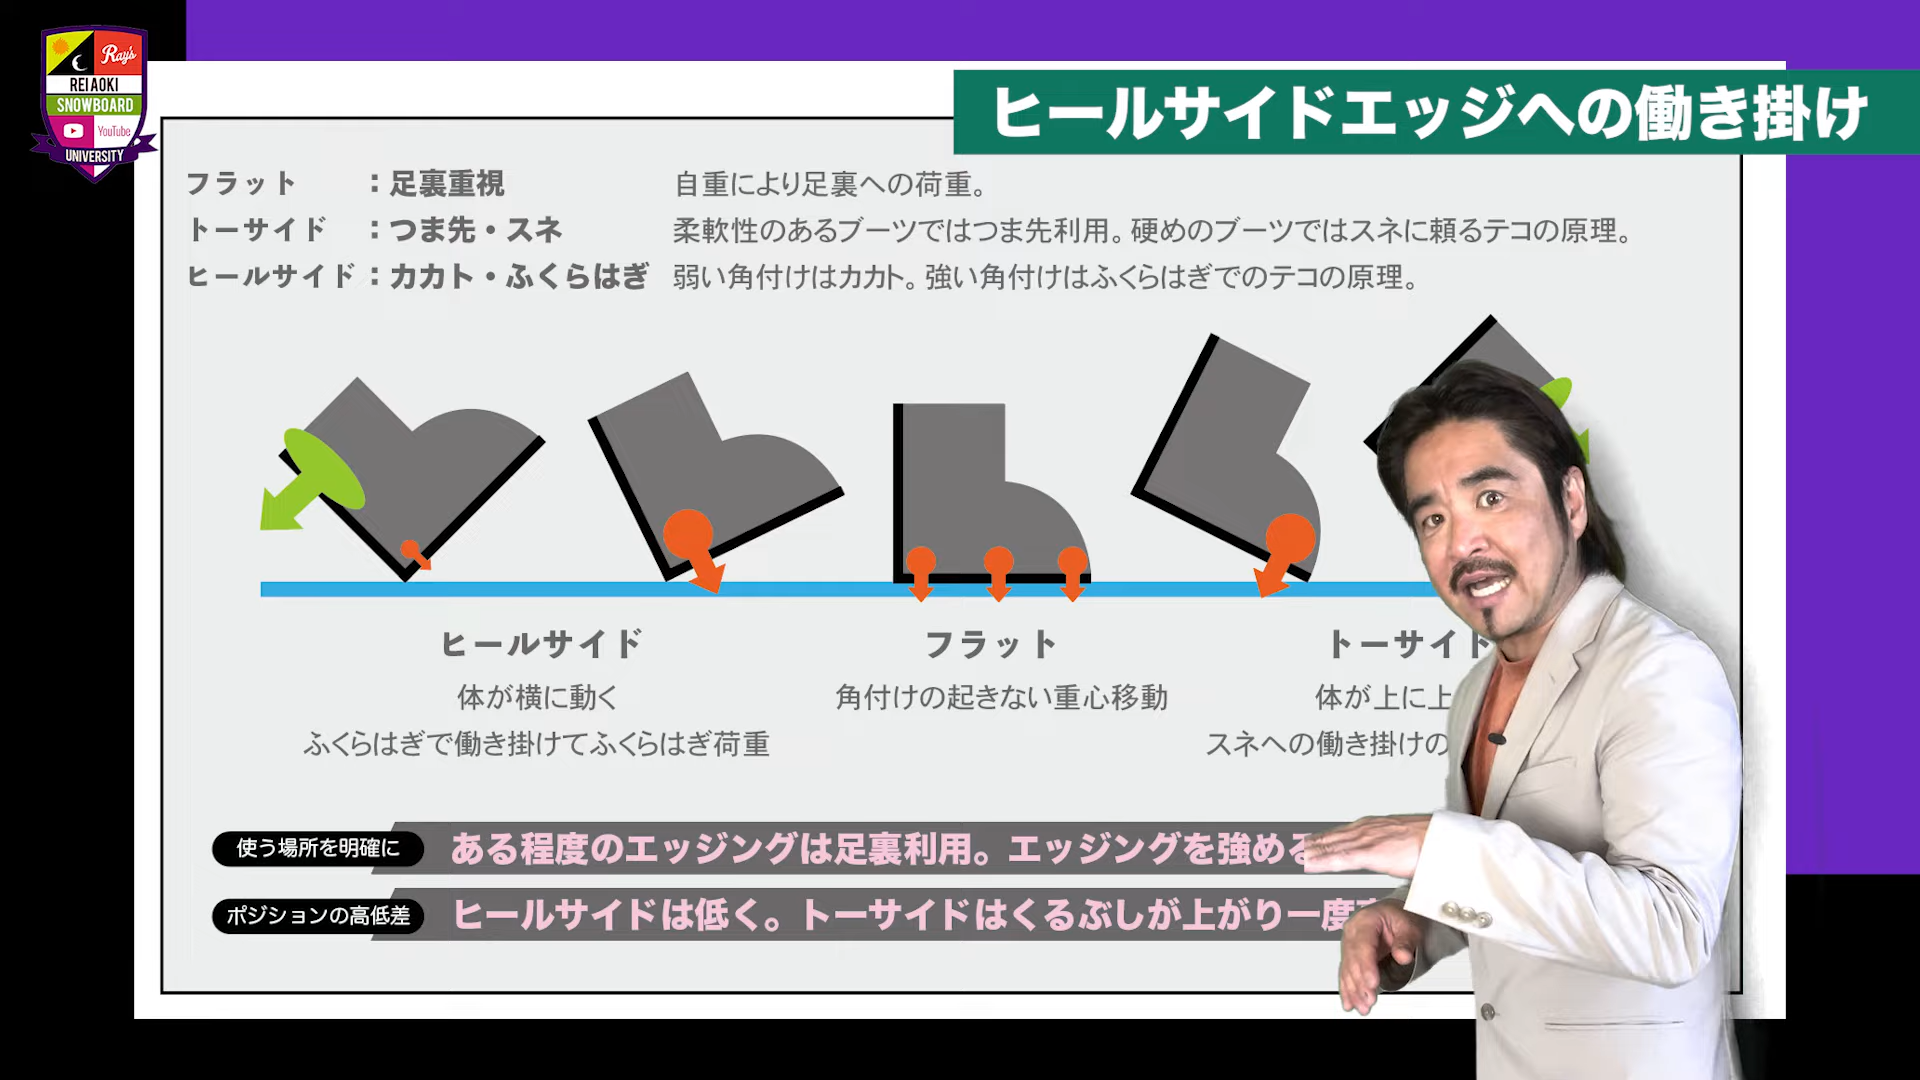 Ray's
REI AOKI
SNOWBOARD
YouTube
UNIVERSITY
ヒールサイドエッジへの働き掛け
フラット ：足裏重視 自重により足裏への荷重。
トーサイド ：つま先・スネ 柔軟性のあるブーツではつま先利用。硬めのブーツではスネに頼るテコの原理。
ヒールサイド：カカト・ふくらはぎ 弱い角付けはカカト。強い角付けはふくらはぎでのテコの原理。
ヒールサイド フラット トーサイド
体が横に動く 角付けの起きない重心移動 体が上に上
ふくらはぎで働き掛けてふくらはぎ荷重 スネへの働き掛けの
使う場所を明確に ある程度のエッジングは足裏利用。エッジングを強める
ポジションの高低差 ヒールサイドは低く。トーサイドはくるぶしが上がり一度